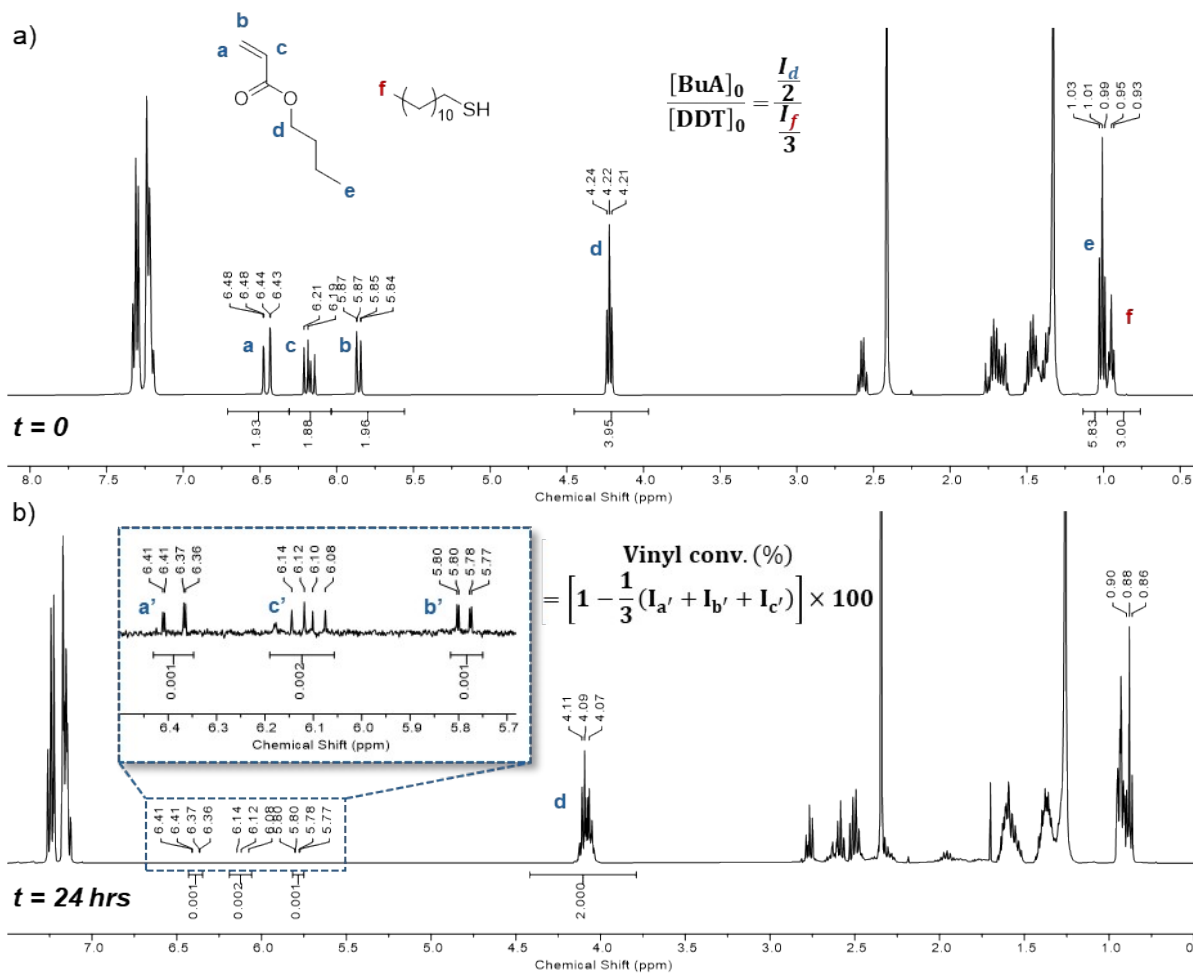 a)
b
a
c
O
O
d
e
f
10
SH
[BuA]0 / [DDT]0 = (Id / 2) / (If / 3)
1.03
1.01
0.99
0.95
0.93
4.24
4.22
4.21
d
e
f
6.48
6.48
6.44
6.43
6.21
6.19
5.87
5.87
5.85
5.84
a
c
b
t = 0
1.93
1.88
1.96
3.95
5.83
3.00
8.0 7.5 7.0 6.5 6.0 5.5 5.0 4.5 4.0 3.5 3.0 2.5 2.0 1.5 1.0 0.5
Chemical Shift (ppm)
b)
6.41
6.41
6.37
6.36
6.14
6.12
6.10
6.08
5.80
5.80
5.78
5.77
a’
c’
b’
0.001
0.002
0.001
6.4 6.3 6.2 6.1 6.0 5.9 5.8 5.7
Chemical Shift (ppm)
Vinyl conv. (%)
= [1 − 1/3 (Ia′ + Ib′ + Ic′)] × 100
0.90
0.88
0.86
4.11
4.09
4.07
d
6.41
6.41
6.37
6.36
6.14
6.12
6.08
5.80
5.80
5.78
5.77
t = 24 hrs
0.001
0.002
0.001
2.000
7.0 6.5 6.0 5.5 5.0 4.5 4.0 3.5 3.0 2.5 2.0 1.5 1.0 0.5
Chemical Shift (ppm)